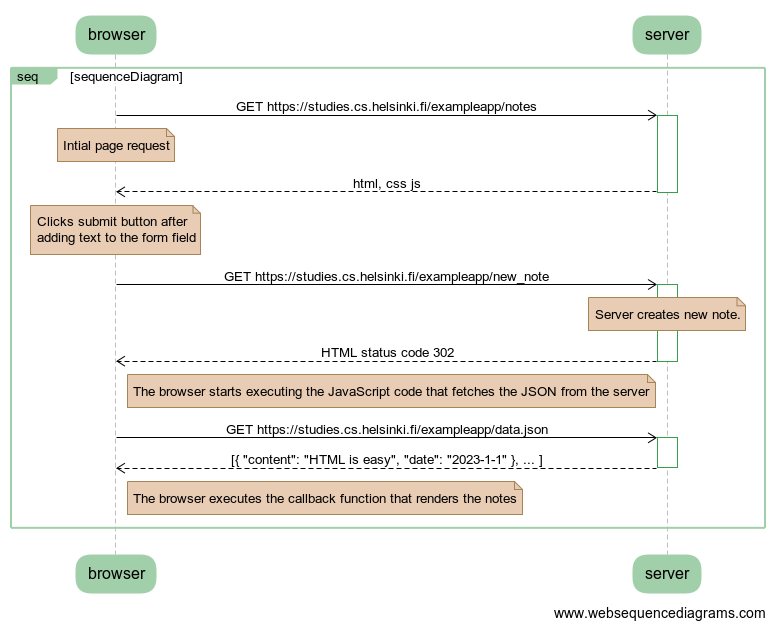 browser
server
seq
[sequenceDiagram]
GET https://studies.cs.helsinki.fi/exampleapp/notes
Intial page request
html, css js
Clicks submit button after
adding text to the form field
GET https://studies.cs.helsinki.fi/exampleapp/new_note
Server creates new note.
HTML status code 302
The browser starts executing the JavaScript code that fetches the JSON from the server
GET https://studies.cs.helsinki.fi/exampleapp/data.json
[{ "content": "HTML is easy", "date": "2023-1-1" }, ... ]
The browser executes the callback function that renders the notes
browser
server
www.websequencediagrams.com